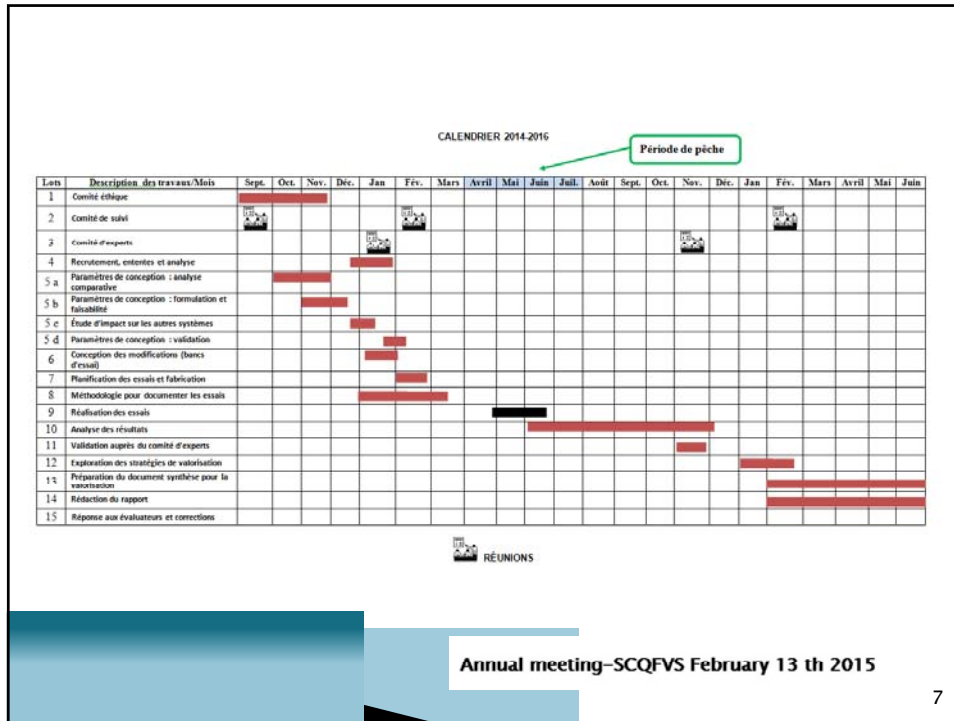 CALENDRIER 2014-2016
Période de pêche
Lots Description des travaux/Mois Sept. Oct. Nov. Déc. Jan Fév. Mars Avril Mai Juin Juil. Août Sept. Oct. Nov. Déc. Jan Fév. Mars Avril Mai Juin
1 Comité éthique
2 Comité de suivi
3 Comité d'experts
4 Recrutement, ententes et analyse
5 a Paramètres de conception : analyse
comparative
5 b Paramètres de conception : formulation et
faisabilité
5 c Étude d'impact sur les autres systèmes
5 d Paramètres de conception : validation
6 Conception des modifications (bancs
d'essai)
7 Planification des essais et fabrication
8 Méthodologie pour documenter les essais
9 Réalisation des essais
10 Analyse des résultats
11 Validation auprès du comité d'experts
12 Exploration des stratégies de valorisation
13 Préparation du document synthèse pour la
valorisation
14 Rédaction du rapport
15 Réponse aux évaluateurs et corrections
RÉUNIONS
Annual meeting-SCQFVS February 13 th 2015
7